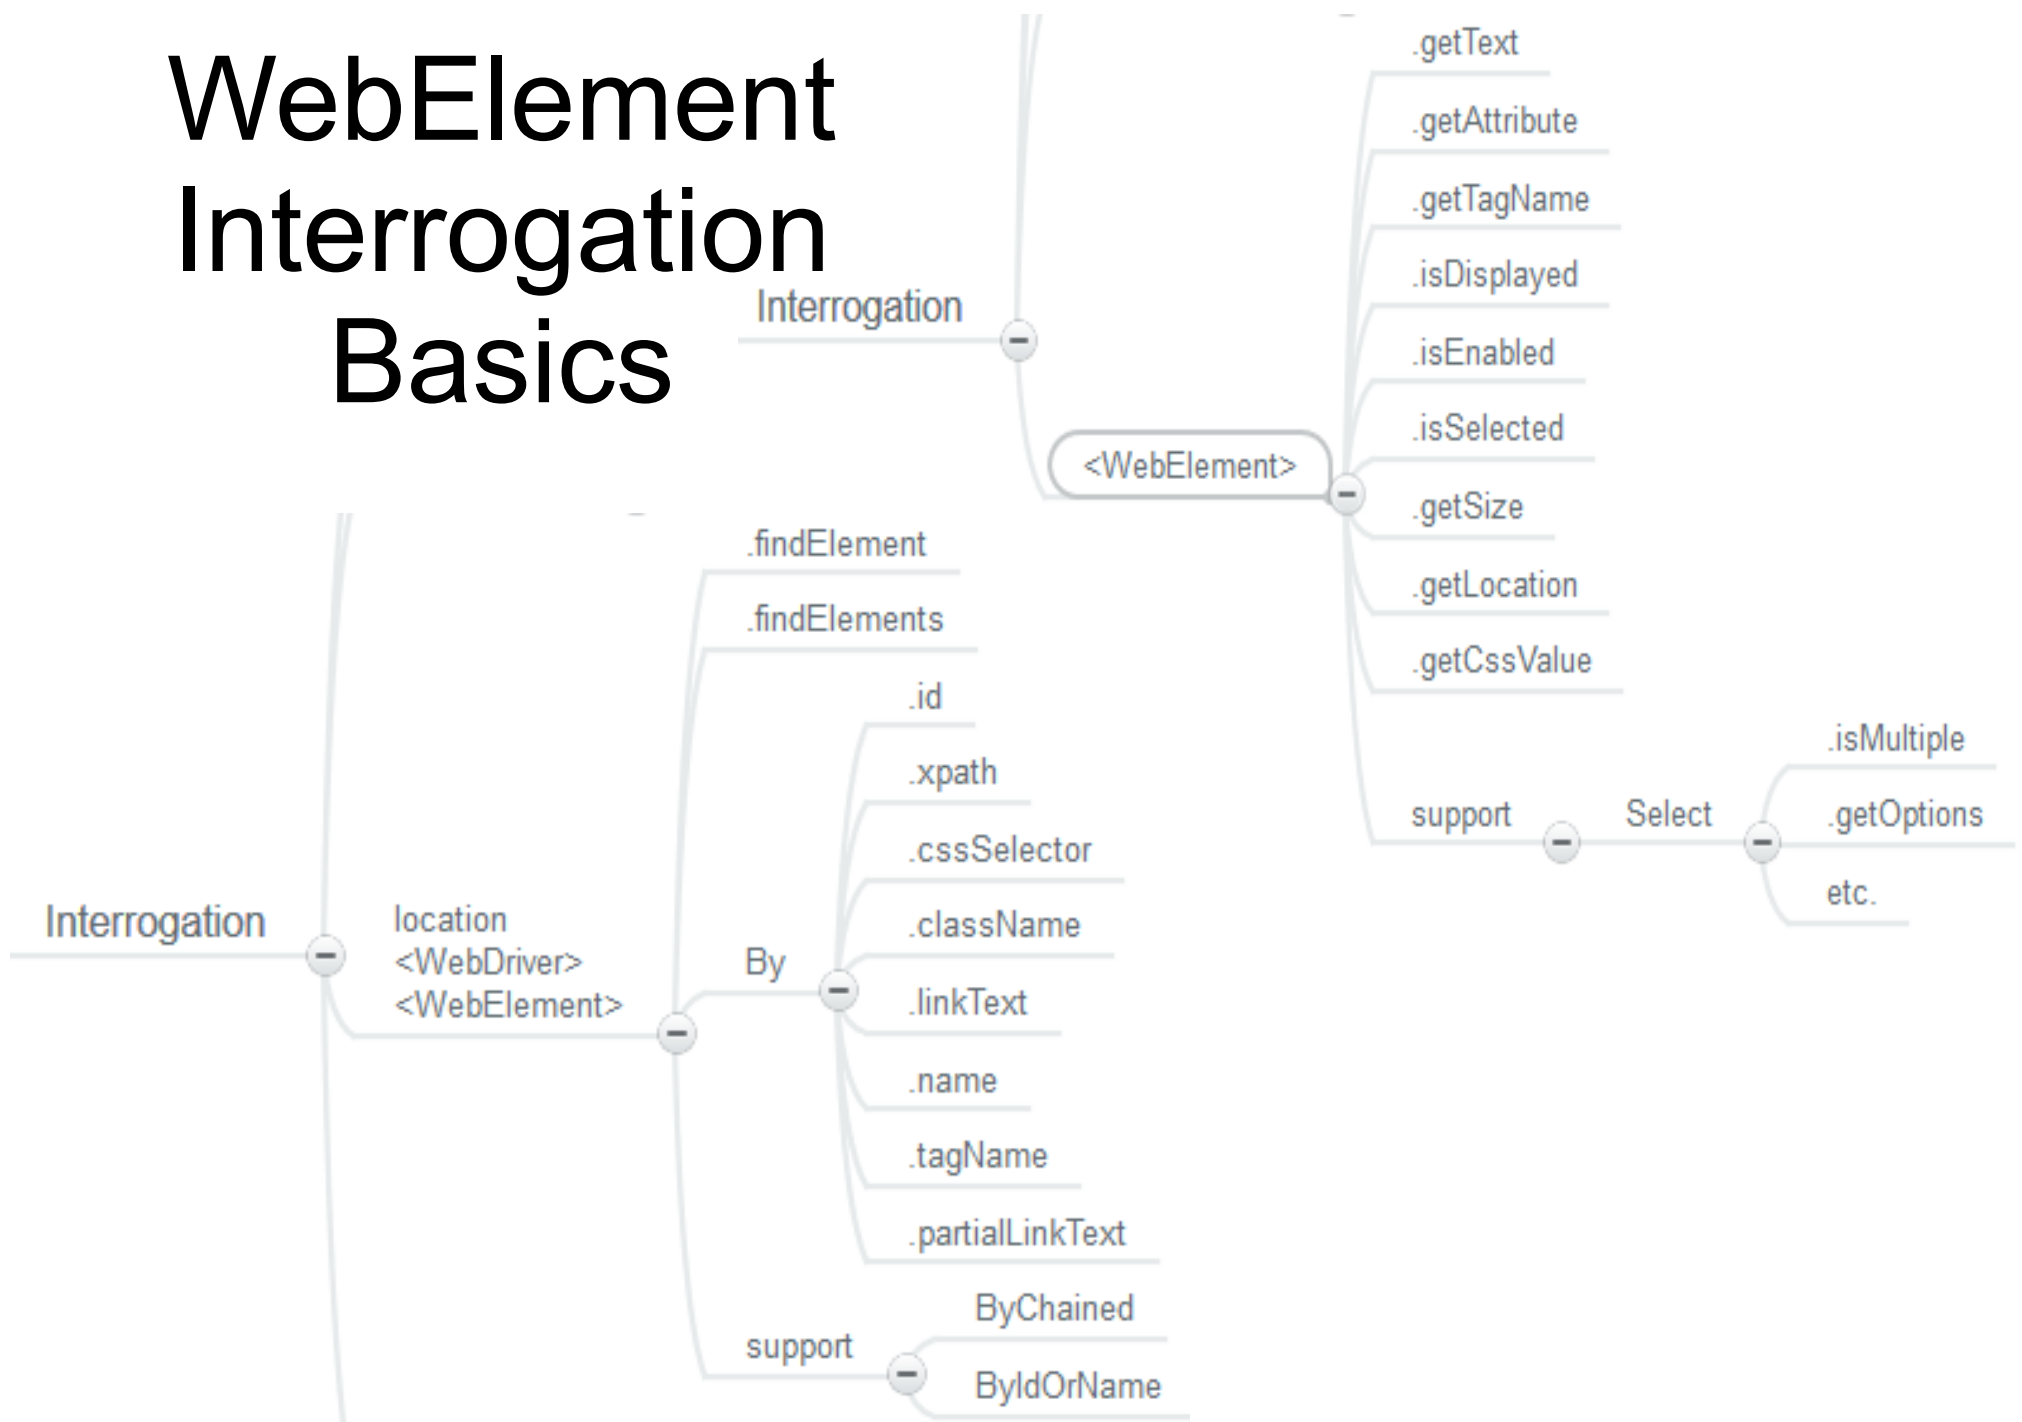 WebElement
Interrogation
Basics
Interrogation
<WebElement>
.getText
.getAttribute
.getTagName
.isDisplayed
.isEnabled
.isSelected
.getSize
.getLocation
.getCssValue
support
Select
.isMultiple
.getOptions
etc.
Interrogation
location
<WebDriver>
<WebElement>
.findElement
.findElements
By
.id
.xpath
.cssSelector
.className
.linkText
.name
.tagName
.partialLinkText
support
ByChained
ByIdOrName